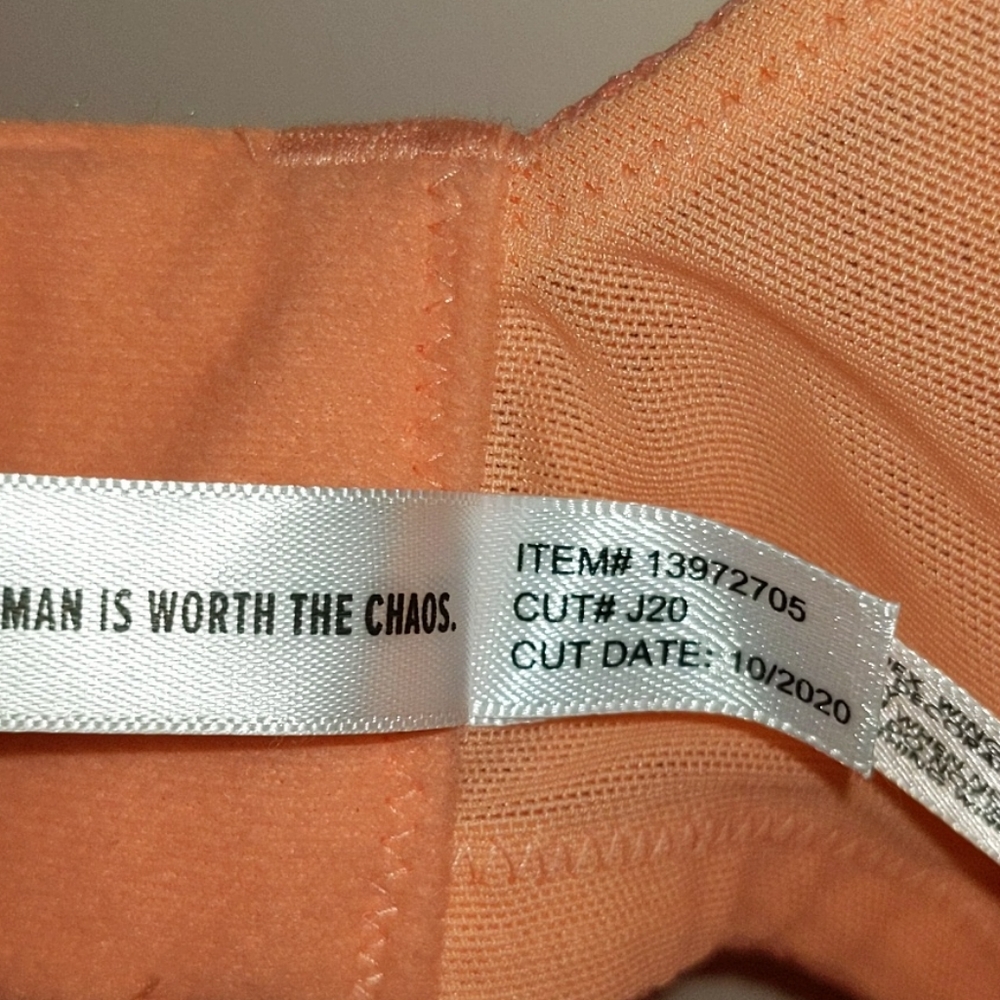 MAN IS WORTH THE CHAOS.
ITEM# 13972705
CUT# J20
CUT DATE: 10/2020